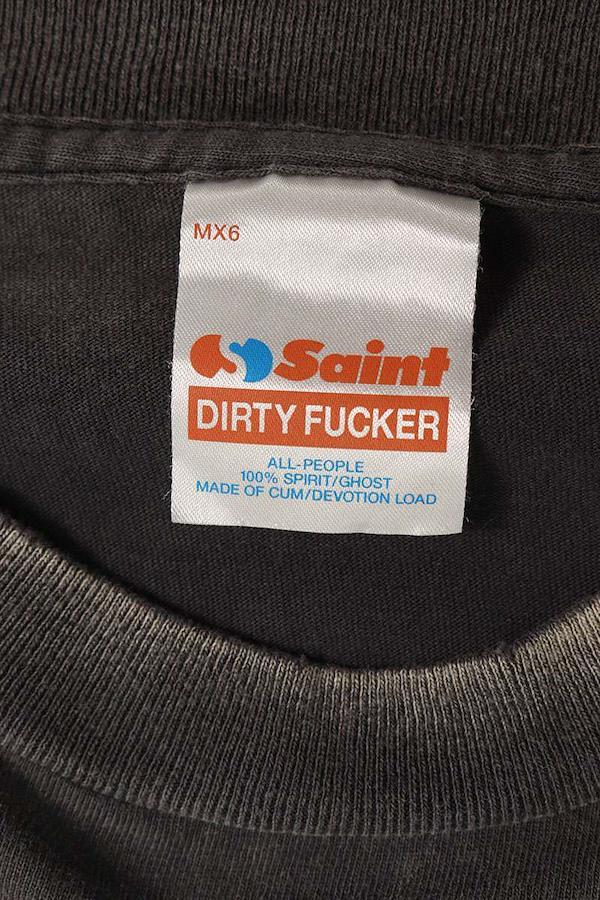 MX6
Saint
DIRTY FUCKER
ALL-PEOPLE
100% SPIRIT/GHOST
MADE OF CUM/DEVOTION LOAD